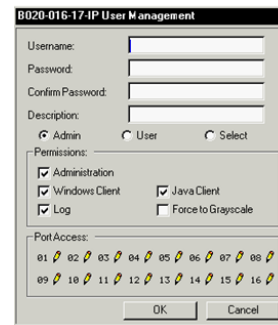 B020-016-17-IP User Management
Username:
Password:
Confirm Password:
Description:
Admin User Select
Permissions:
Administration
Windows Client Java Client
Log Force to Grayscale
Port Access:
01 02 03 04 05 06 07 08
09 10 11 12 13 14 15 16
OK Cancel